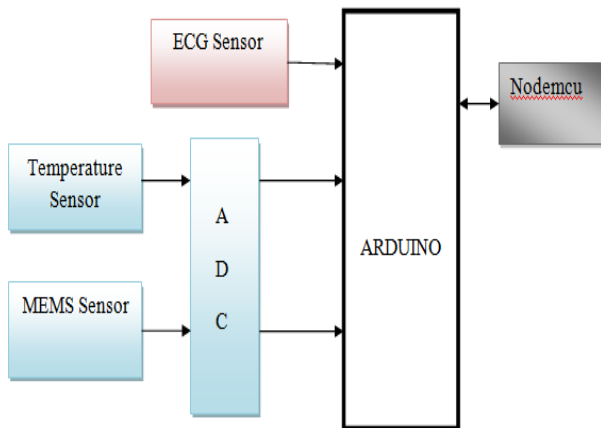 ECG Sensor
Nodemcu
Temperature
Sensor
A
D
C
ARDUINO
MEMS Sensor